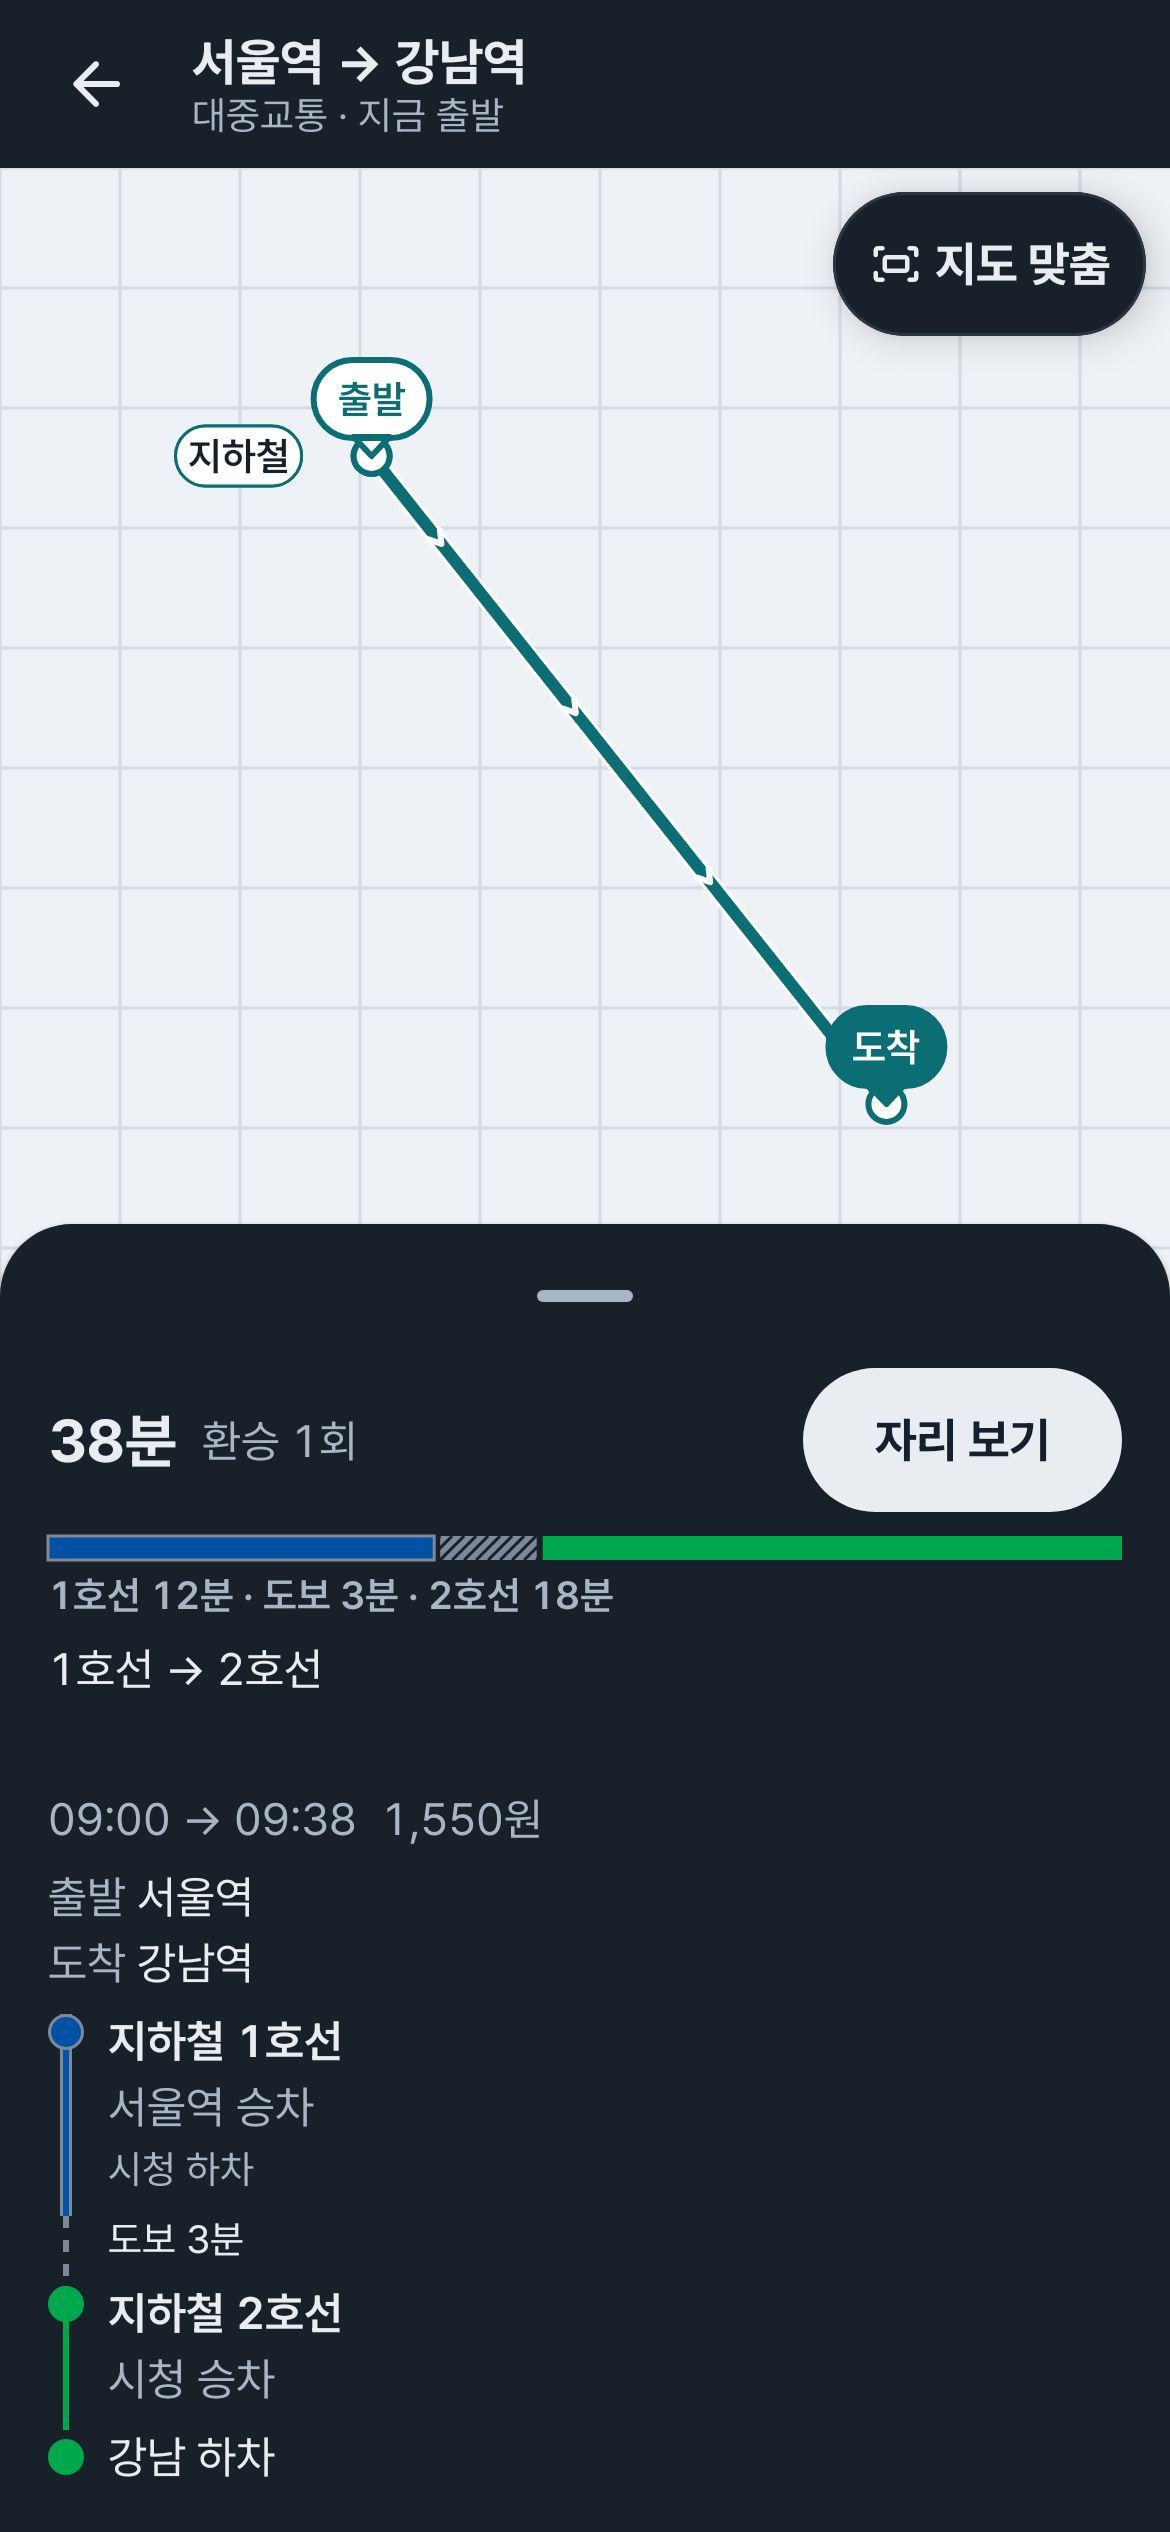 서울역 → 강남역
대중교통 · 지금 출발
지도 맞춤
출발
지하철
도착
38분 환승 1회
자리 보기
1호선 12분 · 도보 3분 · 2호선 18분
1호선 → 2호선
09:00 → 09:38 1,550원
출발 서울역
도착 강남역
지하철 1호선
서울역 승차
시청 하차
도보 3분
지하철 2호선
시청 승차
강남 하차